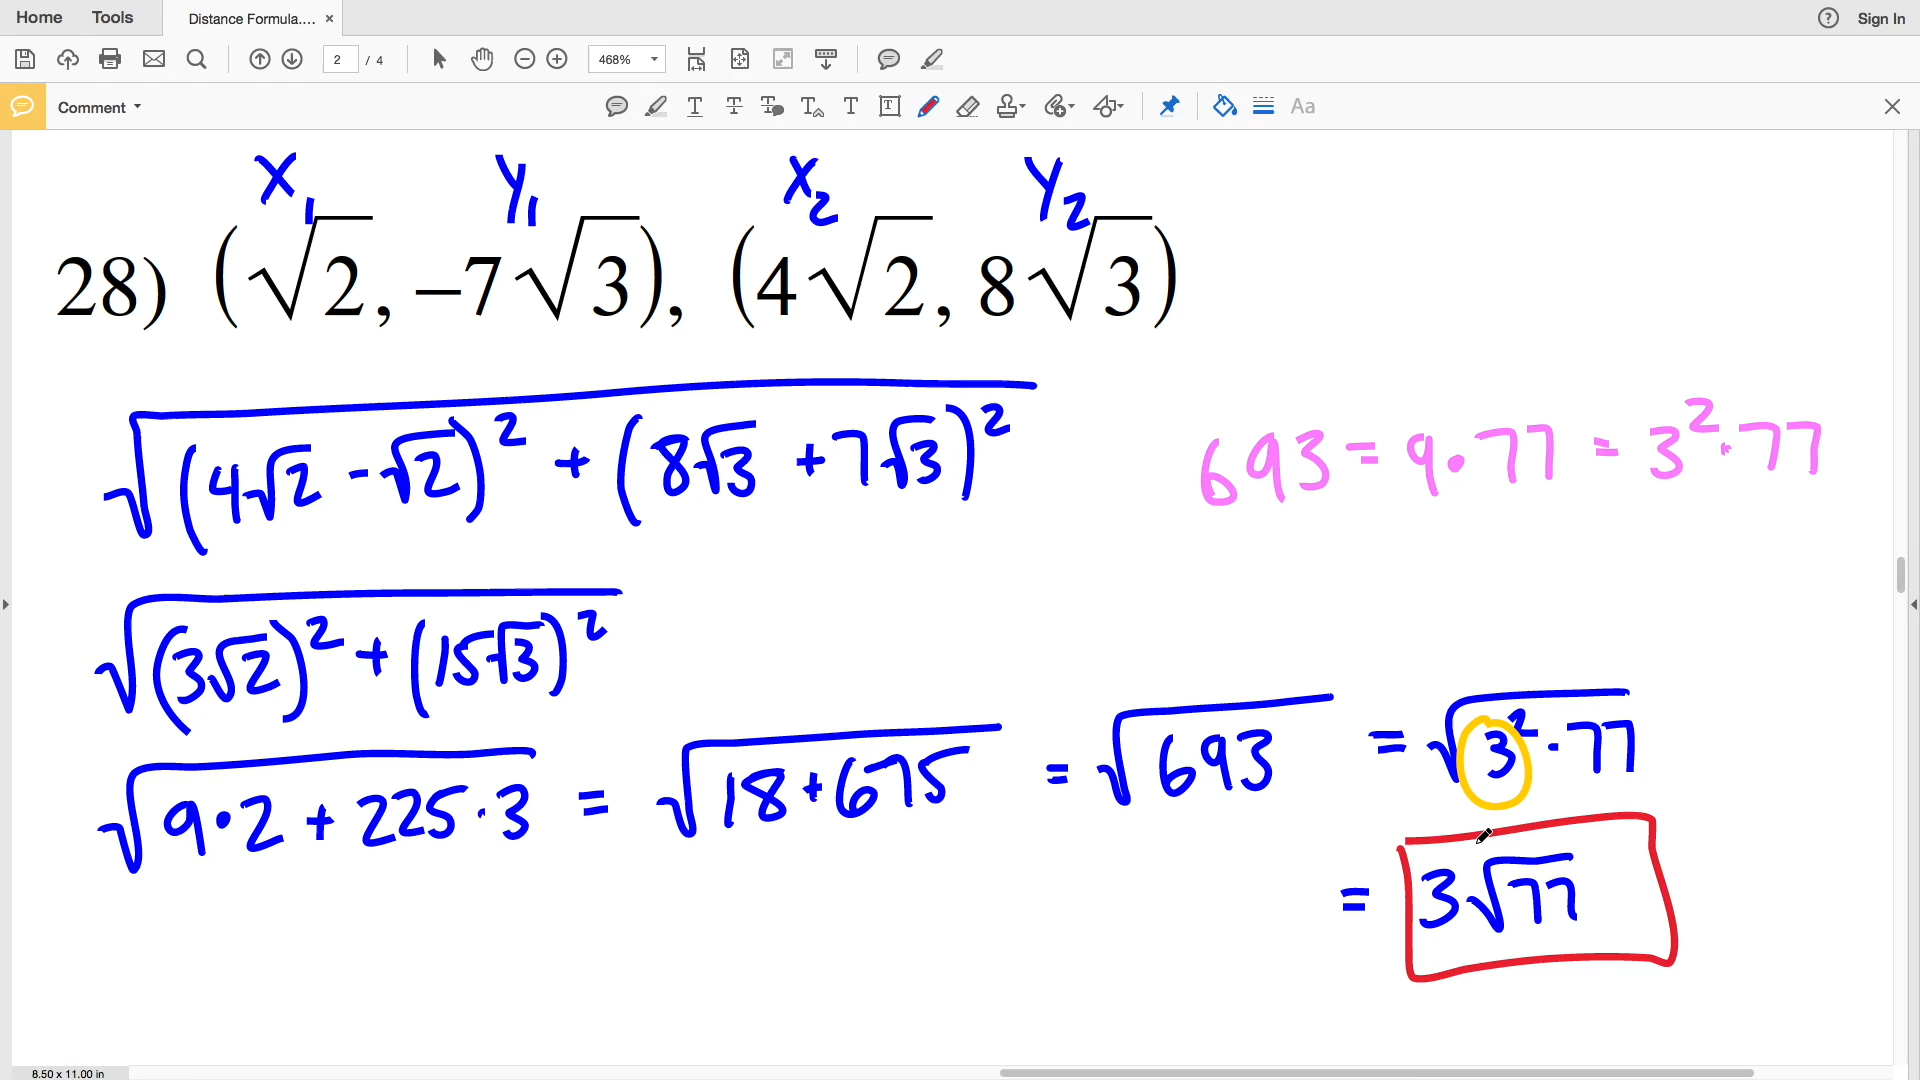 Home Tools Distance Formula.... × ? Sign In
2 / 4 468%
Comment T T T T T T Aa
x₁ y₁ x₂ y₂
28) (√2, −7√3), (4√2, 8√3)
√((4√2 - √2)² + (8√3 + 7√3)²)
693 = 9·77 = 3²·77
√((3√2)² + (15√3)²)
√(9·2 + 225·3) = √(18+675) = √693 = √(3²·77)
= 3√77
8.50 x 11.00 in